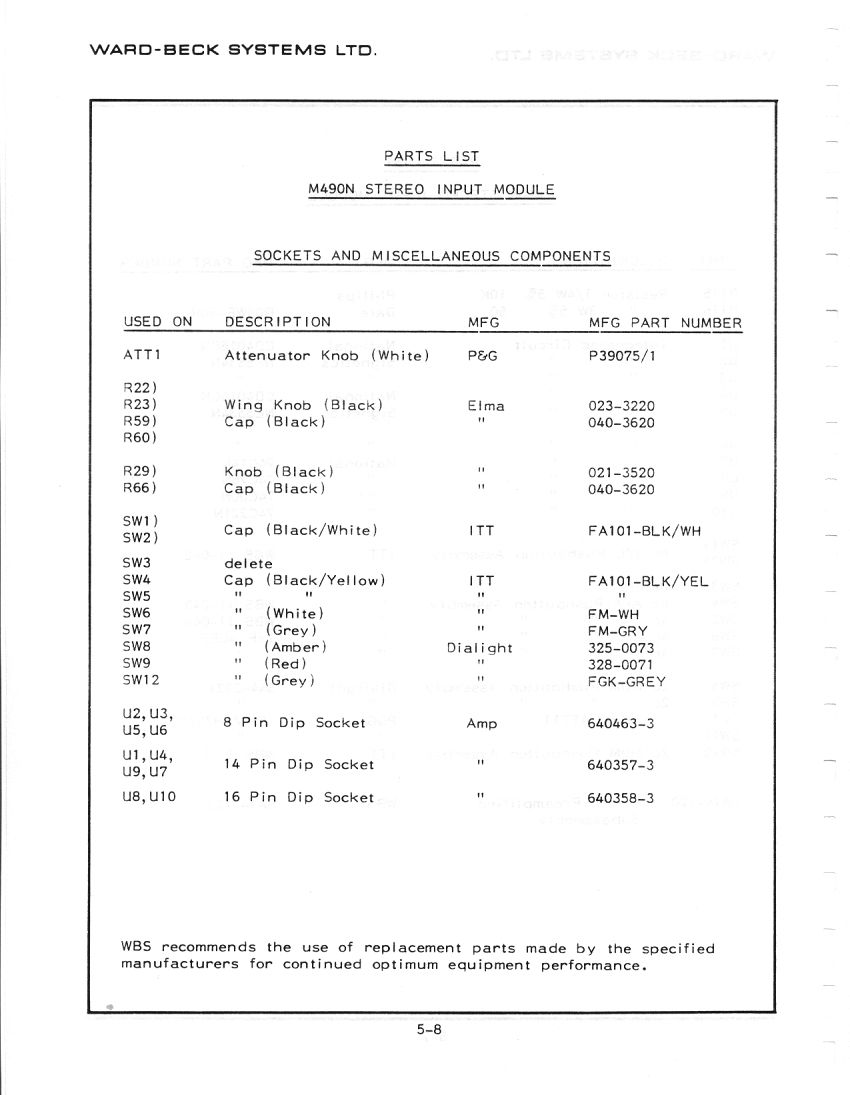 WARD-BECK SYSTEMS LTD.
PARTS LIST
M490N STEREO INPUT MODULE
SOCKETS AND MISCELLANEOUS COMPONENTS
USED ON DESCRIPTION MFG MFG PART NUMBER
ATT1 Attenuator Knob (White) P&G P39075/1
R22)
R23) Wing Knob (Black) Elma 023-3220
R59) Cap (Black) " 040-3620
R60)
R29) Knob (Black) " 021-3520
R66) Cap (Black) " 040-3620
SW1)
SW2) Cap (Black/White) ITT FA101-BLK/WH
SW3 delete
SW4 Cap (Black/Yellow) ITT FA101-BLK/YEL
SW5 " " " "
SW6 " (White) " FM-WH
SW7 " (Grey) " FM-GRY
SW8 " (Amber) Dialight 325-0073
SW9 " (Red) " 328-0071
SW12 " (Grey) " FGK-GREY
U2,U3,
U5,U6 8 Pin Dip Socket Amp 640463-3
U1,U4,
U9,U7 14 Pin Dip Socket " 640357-3
U8,U10 16 Pin Dip Socket " 640358-3
WBS recommends the use of replacement parts made by the specified
manufacturers for continued optimum equipment performance.
5-8